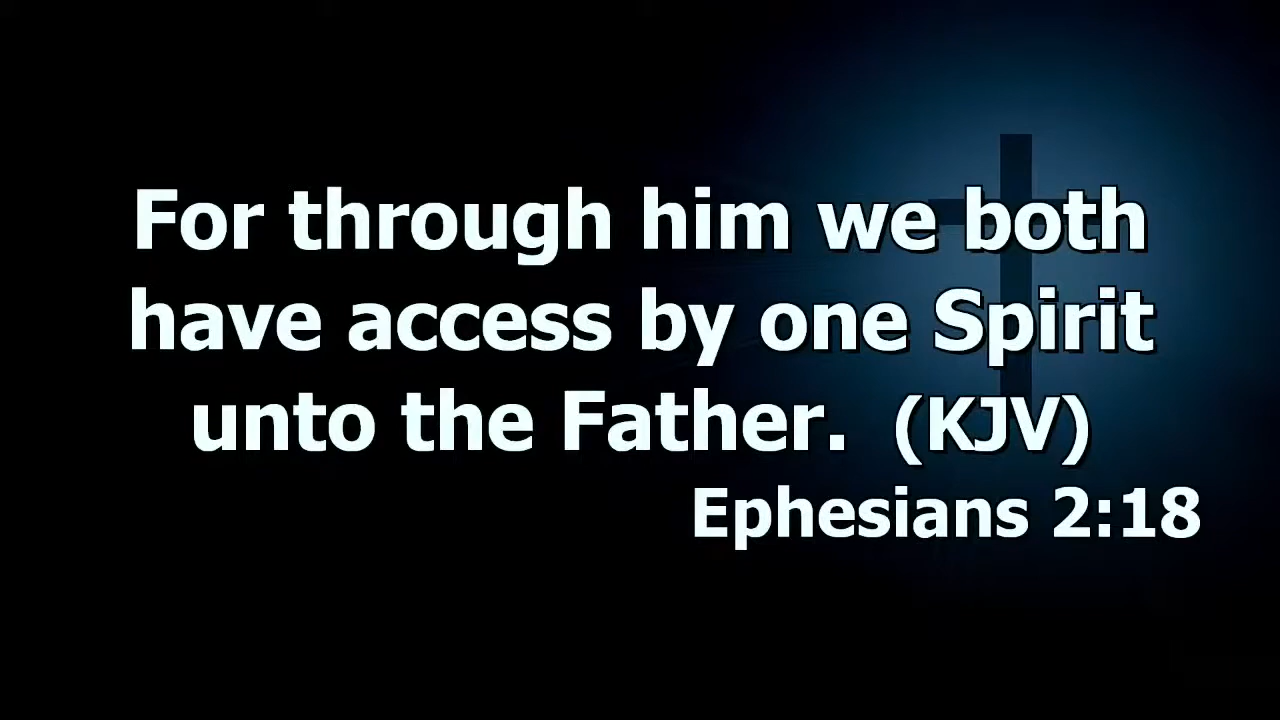 For through him we both
have access by one Spirit
unto the Father.  (KJV)
Ephesians 2:18